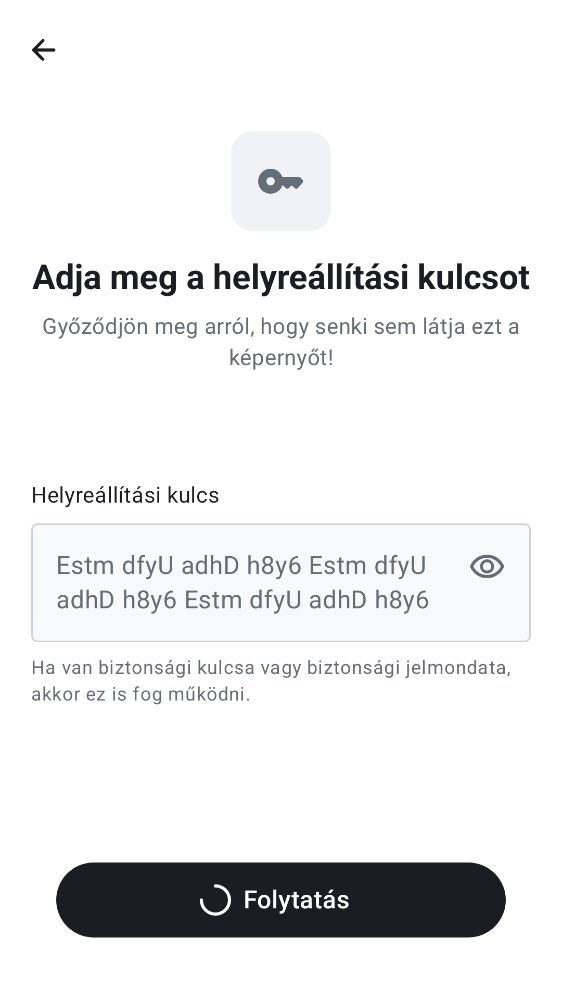 Adja meg a helyreállítási kulcsot
Győződjön meg arról, hogy senki sem látja ezt a
képernyőt!
Helyreállítási kulcs
Estm dfyU adhD h8y6 Estm dfyU
adhD h8y6 Estm dfyU adhD h8y6
Ha van biztonsági kulcsa vagy biztonsági jelmondata,
akkor ez is fog működni.
Folytatás